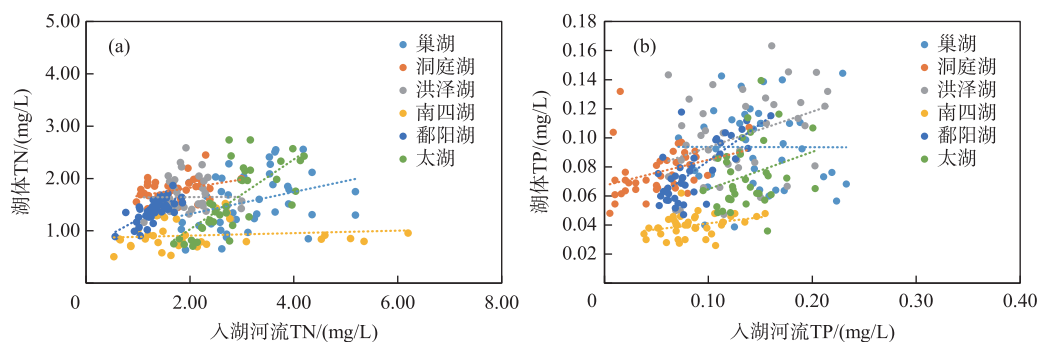 (a)
5.00
4.00
3.00
2.00
1.00
0
2.00
4.00
6.00
8.00
湖体TN/(mg/L)
入湖河流TN/(mg/L)
巢湖
洞庭湖
洪泽湖
南四湖
鄱阳湖
太湖
(b)
0.18
0.16
0.14
0.12
0.10
0.08
0.06
0.04
0.02
0
0.10
0.20
0.30
0.40
湖体TP/(mg/L)
入湖河流TP/(mg/L)
巢湖
洞庭湖
洪泽湖
南四湖
鄱阳湖
太湖